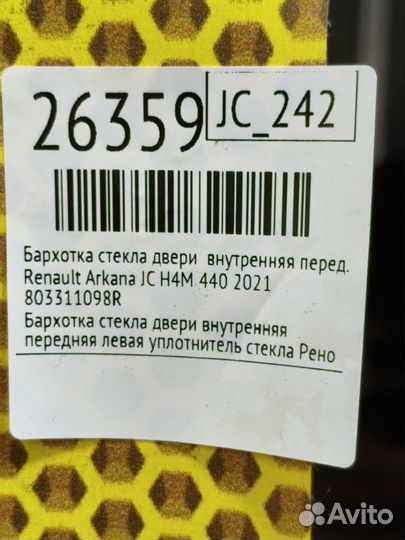 26359 JC_242
Бархотка стекла двери внутренняя перед.
Renault Arkana JC H4M 440 2021
803311098R
Бархотка стекла двери внутренняя
передняя левая уплотнитель стекла Рено
Avito